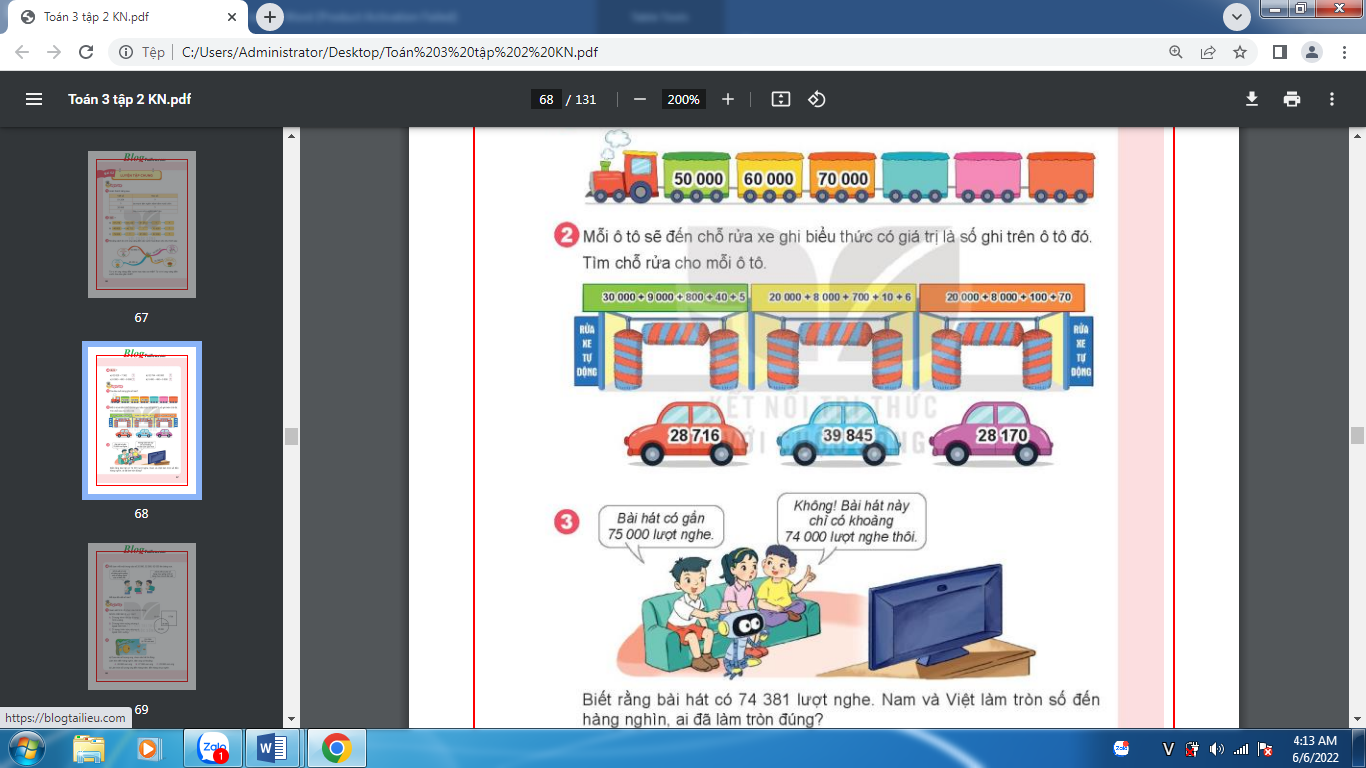 Toán 3 tập 2 KN.pdf
Tệp
C:/Users/Administrator/Desktop/Toán%203%20tập%202%20KN.pdf
Toán 3 tập 2 KN.pdf
68 / 131
200%
67
68
69
50 000
60 000
70 000
2 Mỗi ô tô sẽ đến chỗ rửa xe ghi biểu thức có giá trị là số ghi trên ô tô đó.
Tìm chỗ rửa cho mỗi ô tô.
30 000 + 9 000 + 800 + 40 + 5
20 000 + 8 000 + 700 + 10 + 6
20 000 + 8 000 + 100 + 70
RỬA
XE
TỰ
ĐỘNG
RỬA
XE
TỰ
ĐỘNG
KẾT NỐI TRI THỨC
28 716
39 845
28 170
3
Bài hát có gần
75 000 lượt nghe.
Không! Bài hát này
chỉ có khoảng
74 000 lượt nghe thôi.
Biết rằng bài hát có 74 381 lượt nghe. Nam và Việt làm tròn số đến
hàng nghìn, ai đã làm tròn đúng?
https://blogtailieu.com
Zalo
1
W
Zalo
V
4:13 AM
6/6/2022